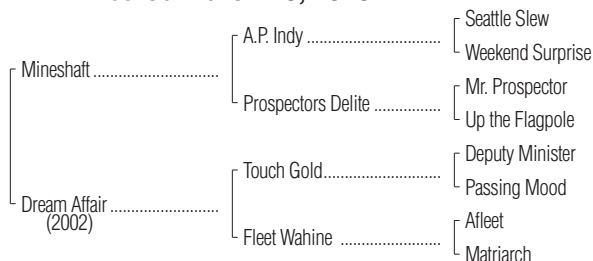 Seattle Slew
A.P. Indy
Weekend Surprise
Mineshaft
Mr. Prospector
Prospectors Delite
Up the Flagpole
Deputy Minister
Touch Gold
Passing Mood
Dream Affair
(2002)
Afleet
Fleet Wahine
Matriarch